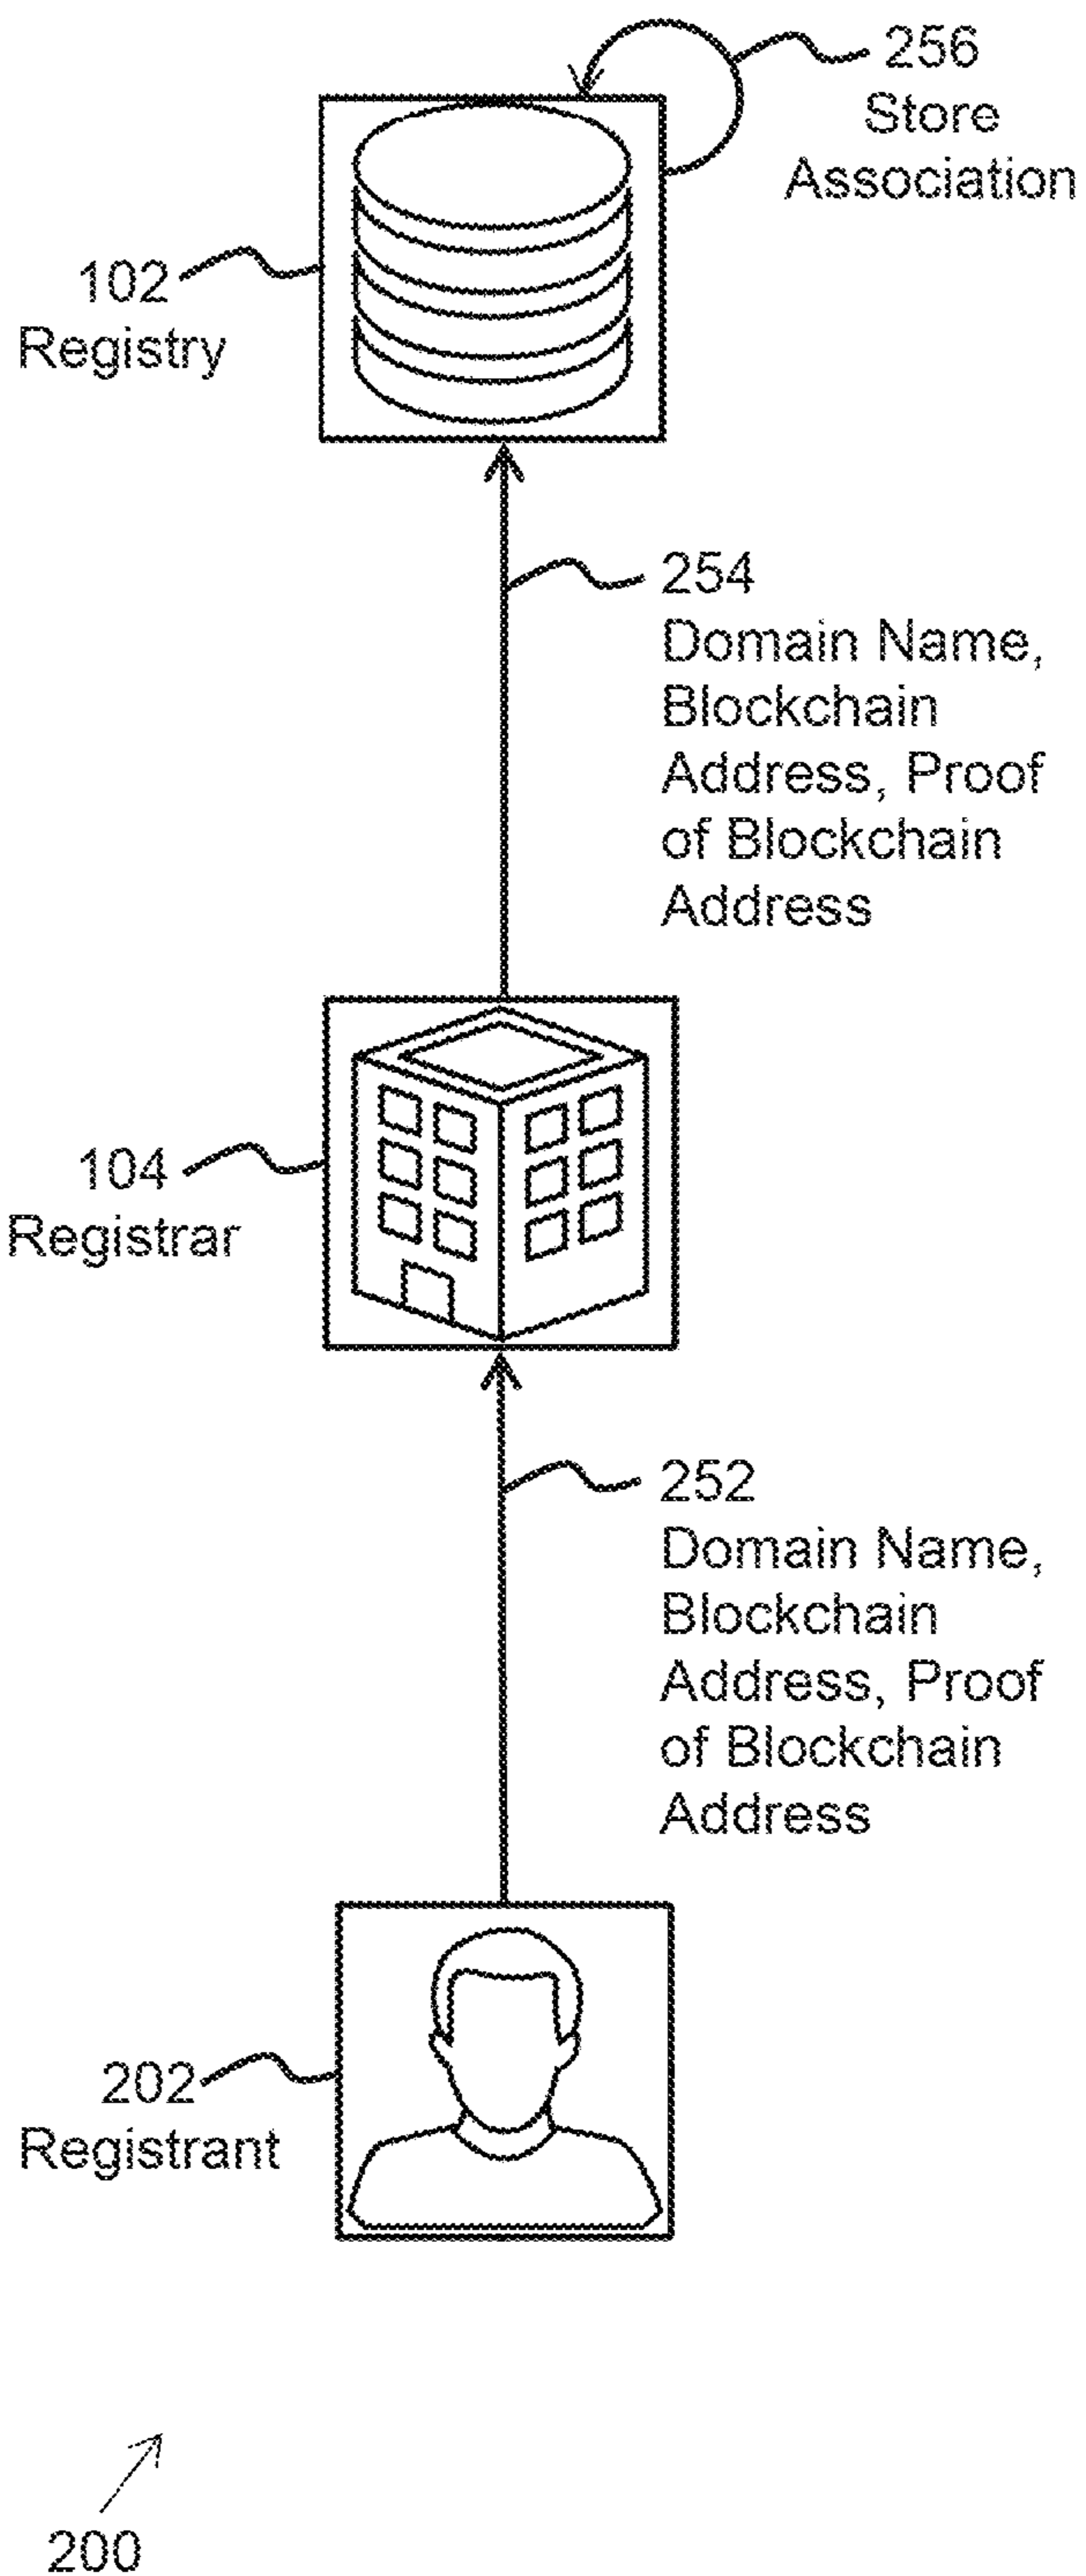 256
Store
Association
102
Registry
254
Domain Name,
Blockchain
Address, Proof
of Blockchain
Address
104
Registrar
252
Domain Name,
Blockchain
Address, Proof
of Blockchain
Address
202
Registrant
200